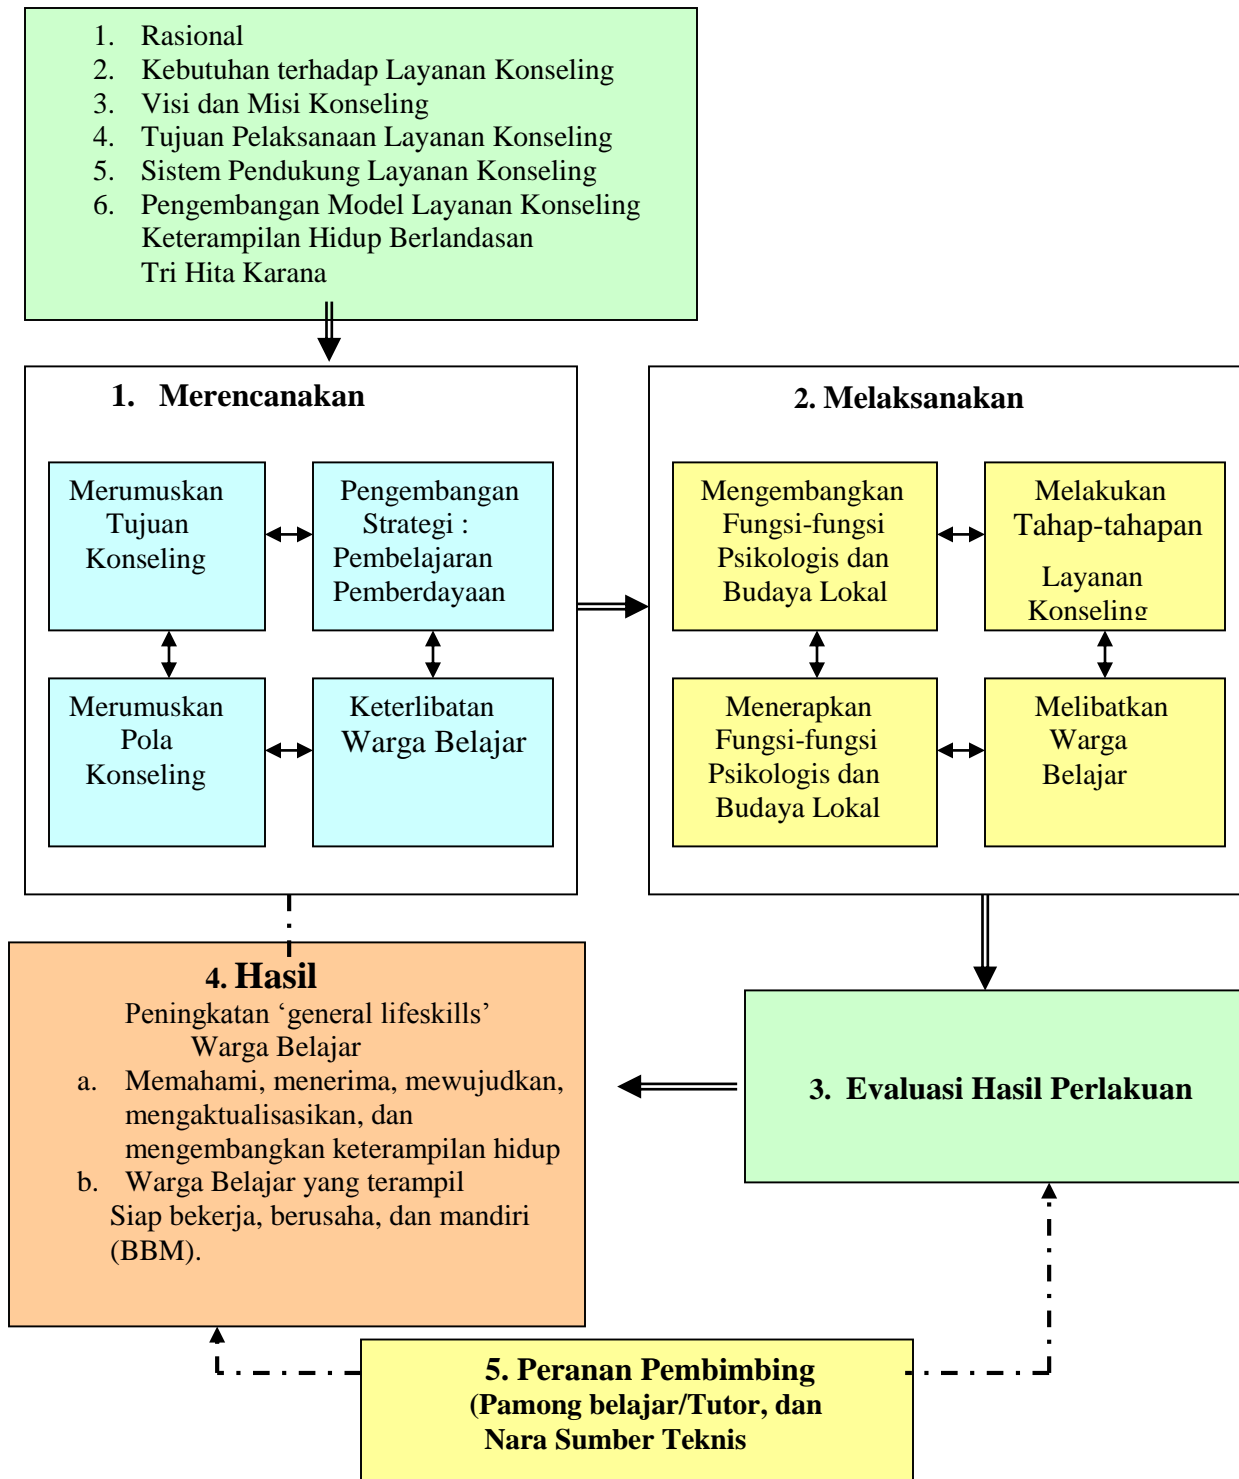 1. Rasional
2. Kebutuhan terhadap Layanan Konseling
3. Visi dan Misi Konseling
4. Tujuan Pelaksanaan Layanan Konseling
5. Sistem Pendukung Layanan Konseling
6. Pengembangan Model Layanan Konseling
Keterampilan Hidup Berlandasan
Tri Hita Karana
1. Merencanakan
Merumuskan
Tujuan
Konseling
Pengembangan
Strategi :
Pembelajaran
Pemberdayaan
Merumuskan
Pola
Konseling
Keterlibatan
Warga Belajar
2. Melaksanakan
Mengembangkan
Fungsi-fungsi
Psikologis dan
Budaya Lokal
Melakukan
Tahap-tahapan
Layanan
Konseling
Menerapkan
Fungsi-fungsi
Psikologis dan
Budaya Lokal
Melibatkan
Warga
Belajar
3. Evaluasi Hasil Perlakuan
4. Hasil
Peningkatan ‘general lifeskills’
Warga Belajar
a. Memahami, menerima, mewujudkan,
mengaktualisasikan, dan
mengembangkan keterampilan hidup
b. Warga Belajar yang terampil
Siap bekerja, berusaha, dan mandiri
(BBM).
5. Peranan Pembimbing
(Pamong belajar/Tutor, dan
Nara Sumber Teknis